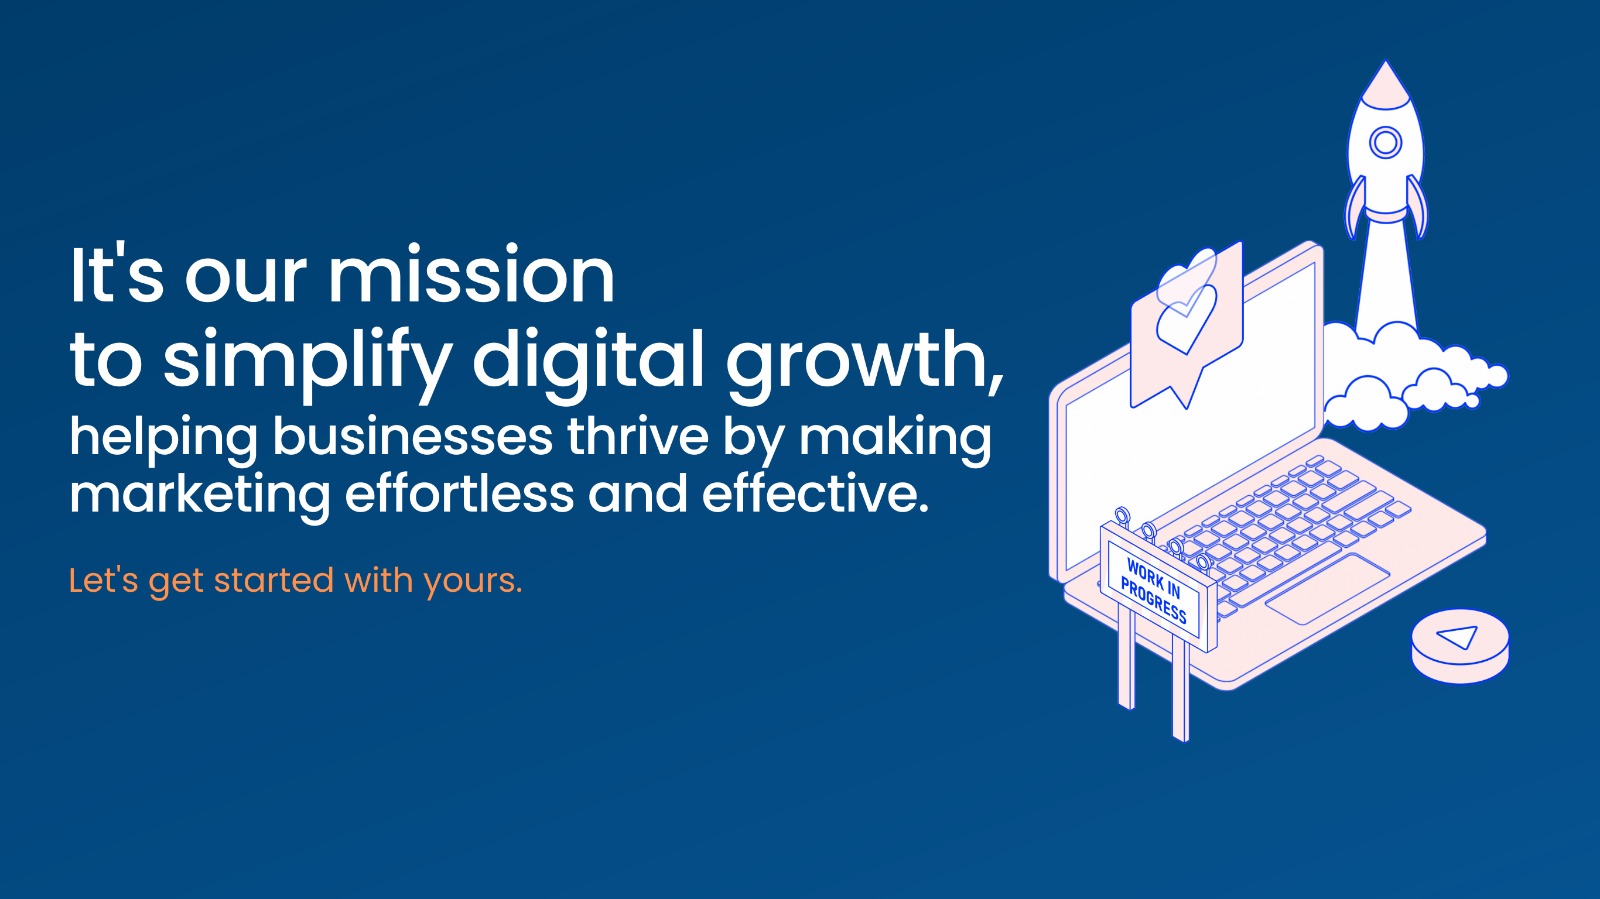 It's our mission
to simplify digital growth,
helping businesses thrive by making
marketing effortless and effective.
Let's get started with yours.
WORK IN
PROGRESS